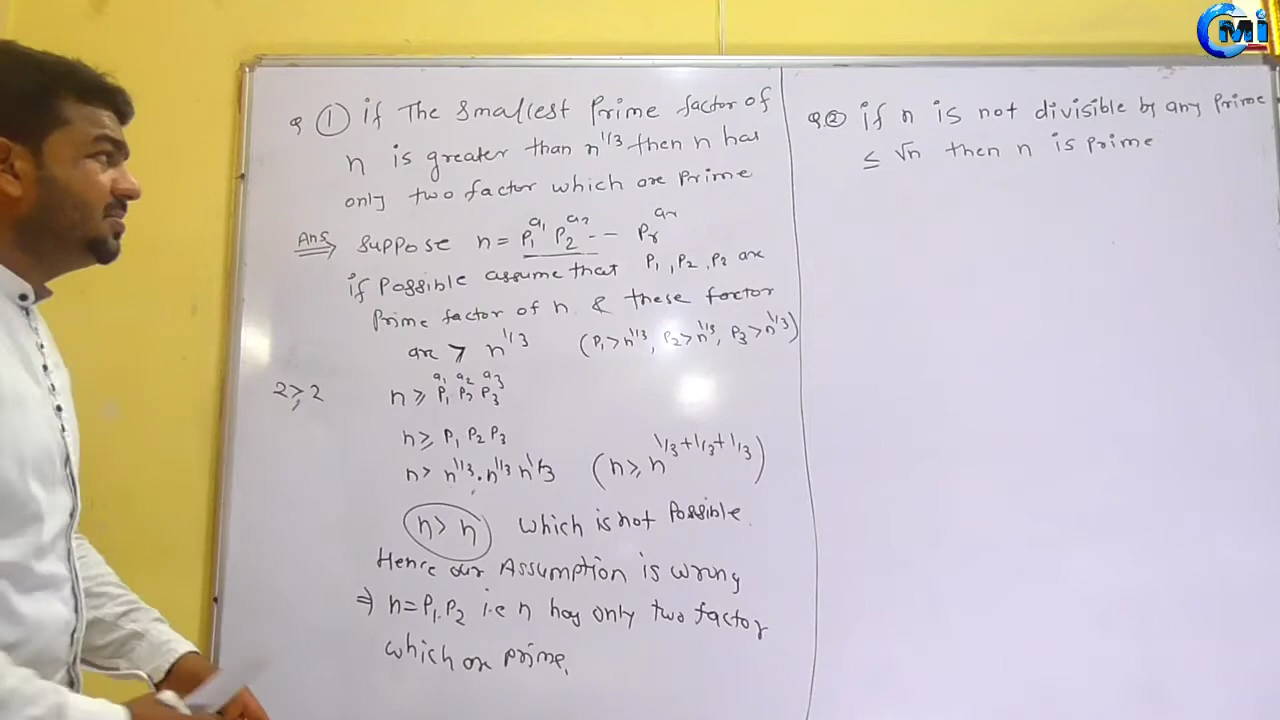 Q ① if The Smallest Prime factor of
n is greater than n^1/3 then n has
only two factor which are Prime
Ans ⇒ Suppose n = P₁^a₁ P₂^a₂ -- Pᵣ^aᵣ
if Possible assume that P₁, P₂, P₃ are
Prime factor of n & these factor
are > n^1/3 (P₁ > n^1/3, P₂ > n^1/3, P₃ > n^1/3)
2 ≥ 2 n ≥ P₁^a₁ P₂^a₂ P₃^a₃
n ≥ P₁ P₂ P₃
n > n^1/3 . n^1/3 n^1/3 (n ≥ n^1/3+1/3+1/3)
n > n which is not Possible.
Hence our Assumption is wrong
⇒ n = P₁.P₂ i.e n has only two factor
which are prime.
Q.② if n is not divisible by any Prime
≤ √n then n is prime
CMi